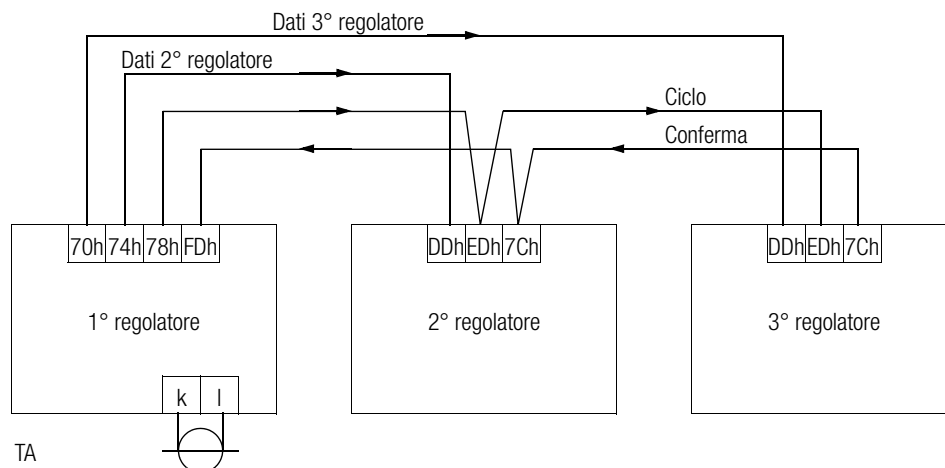 Dati 3° regolatore
Dati 2° regolatore
Ciclo
Conferma
70h 74h 78h FDh
DDh EDh 7Ch
DDh EDh 7Ch
1° regolatore
2° regolatore
3° regolatore
k l
TA